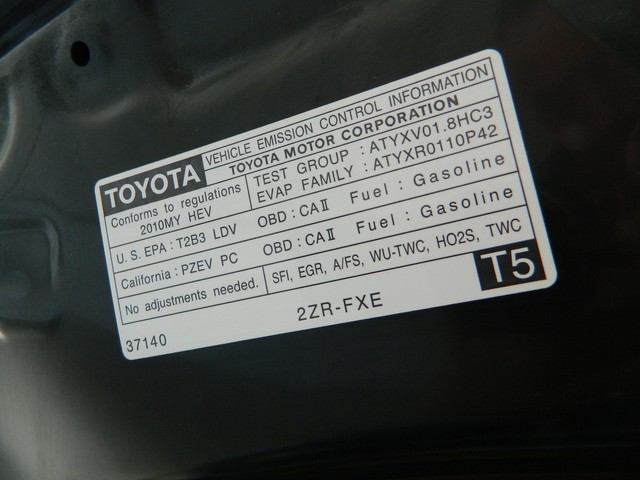 TOYOTA VEHICLE EMISSION CONTROL INFORMATION
TOYOTA MOTOR CORPORATION
Conforms to regulations
2010MY HEV
TEST GROUP : ATYXV01.8HC3
EVAP FAMILY : ATYXR0110P42
U.S. EPA : T2B3 LDV OBD : CAⅡ Fuel : Gasoline
California : PZEV PC OBD : CAⅡ Fuel : Gasoline
No adjustments needed. SFI, EGR, A/FS, WU-TWC, HO2S, TWC
37140 2ZR-FXE T5